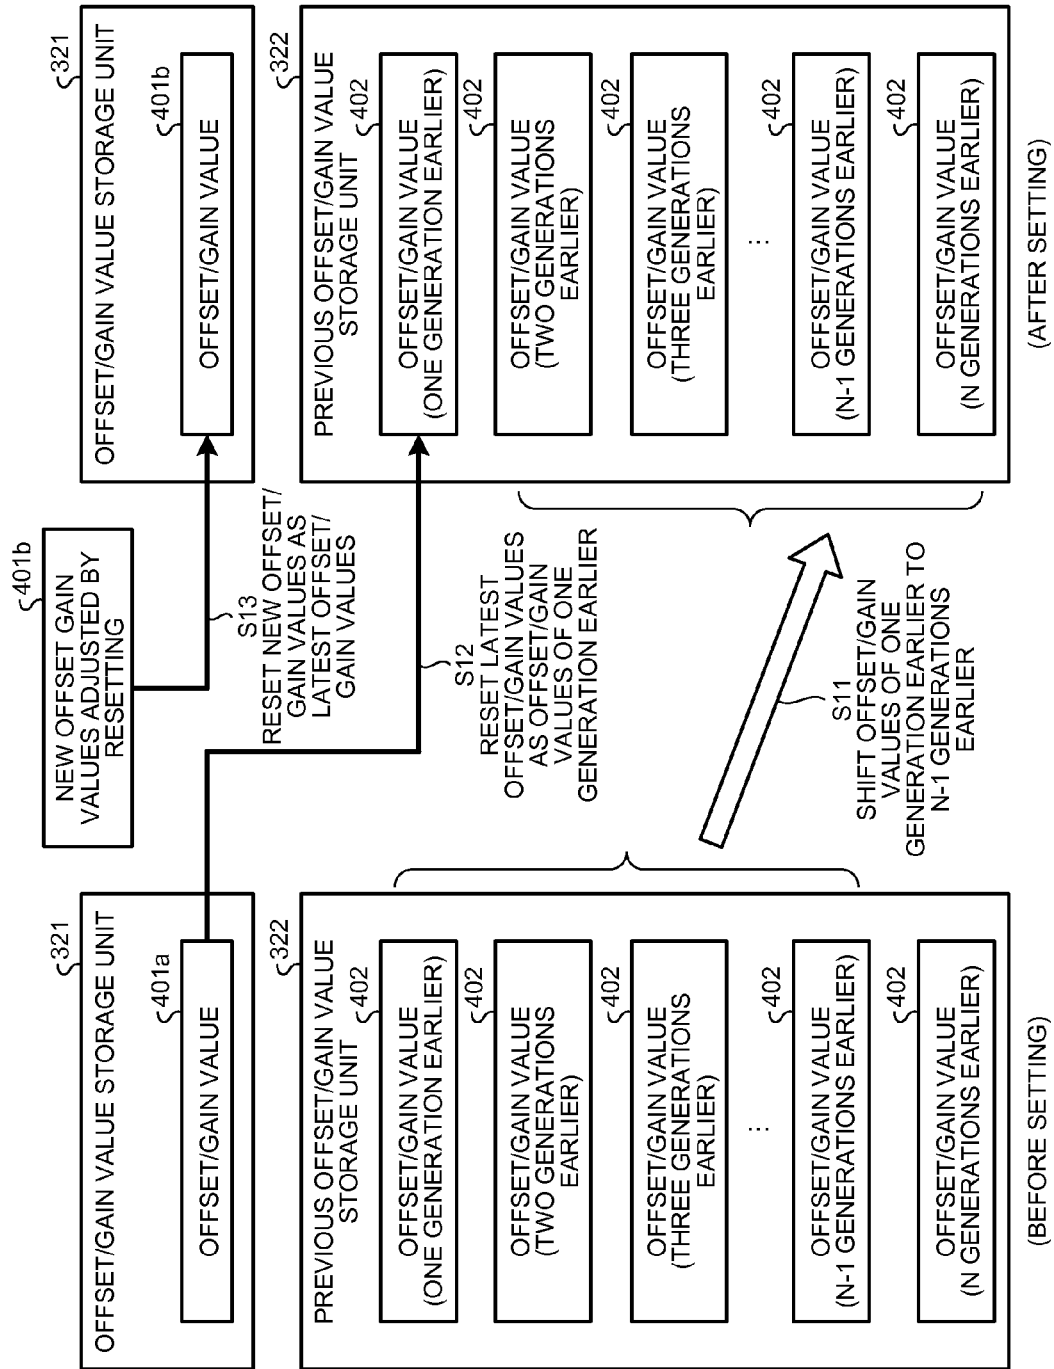 321
OFFSET/GAIN VALUE STORAGE UNIT
401a
OFFSET/GAIN VALUE
322
PREVIOUS OFFSET/GAIN VALUE
STORAGE UNIT
402
OFFSET/GAIN VALUE
(ONE GENERATION EARLIER)
402
OFFSET/GAIN VALUE
(TWO GENERATIONS
EARLIER)
402
OFFSET/GAIN VALUE
(THREE GENERATIONS
EARLIER)
...
402
OFFSET/GAIN VALUE
(N-1 GENERATIONS EARLIER)
402
OFFSET/GAIN VALUE
(N GENERATIONS EARLIER)
(BEFORE SETTING)
401b
NEW OFFSET GAIN
VALUES ADJUSTED BY
RESETTING
S13
RESET NEW OFFSET/
GAIN VALUES AS
LATEST OFFSET/
GAIN VALUES
S12
RESET LATEST
OFFSET/GAIN VALUES
AS OFFSET/GAIN
VALUES OF ONE
GENERATION EARLIER
S11
SHIFT OFFSET/GAIN
VALUES OF ONE
GENERATION EARLIER TO
N-1 GENERATIONS
EARLIER
321
OFFSET/GAIN VALUE STORAGE UNIT
401b
OFFSET/GAIN VALUE
322
PREVIOUS OFFSET/GAIN VALUE
STORAGE UNIT
402
OFFSET/GAIN VALUE
(ONE GENERATION EARLIER)
402
OFFSET/GAIN VALUE
(TWO GENERATIONS
EARLIER)
402
OFFSET/GAIN VALUE
(THREE GENERATIONS
EARLIER)
...
402
OFFSET/GAIN VALUE
(N-1 GENERATIONS EARLIER)
402
OFFSET/GAIN VALUE
(N GENERATIONS EARLIER)
(AFTER SETTING)